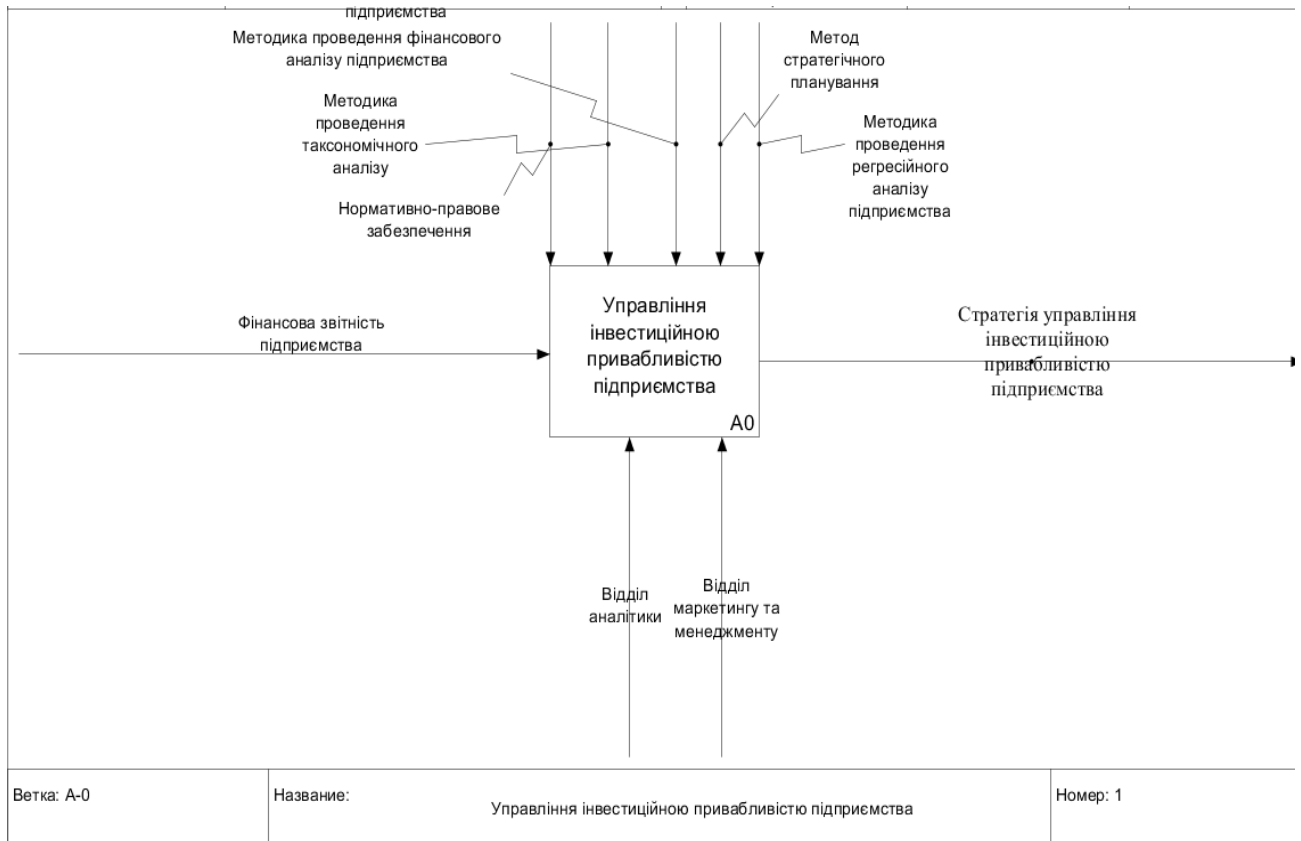 підприємства
Методика проведення фінансового
аналізу підприємства
Метод
стратегічного
планування
Методика
проведення
таксономічного
аналізу
Методика
проведення
регресійного
аналізу
підприємства
Нормативно-правове
забезпечення
Управління
інвестиційною
привабливістю
підприємства
A0
Фінансова звітність
підприємства
Стратегія управління
інвестиційною
привабливістю
підприємства
Відділ
аналітики
Відділ
маркетингу та
менеджменту
Ветка: A-0
Название:
Управління інвестиційною привабливістю підприємства
Номер: 1